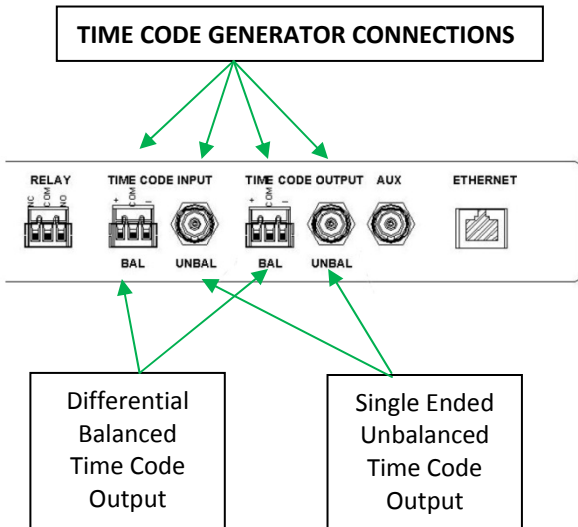 TIME CODE GENERATOR CONNECTIONS
RELAY TIME CODE INPUT TIME CODE OUTPUT AUX ETHERNET
NC COM NO + COM − + COM −
BAL UNBAL BAL UNBAL
Differential
Balanced
Time Code
Output
Single Ended
Unbalanced
Time Code
Output